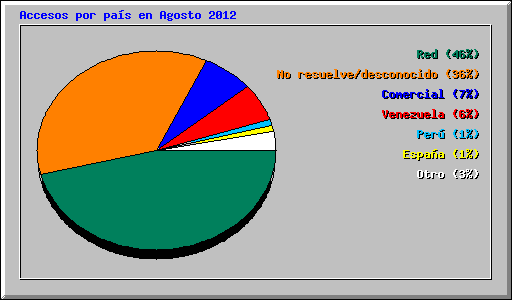 Accesos por país en Agosto 2012
Red (46%)
No resuelve/desconocido (36%)
Comercial (7%)
Venezuela (6%)
Perú (1%)
España (1%)
Otro (3%)